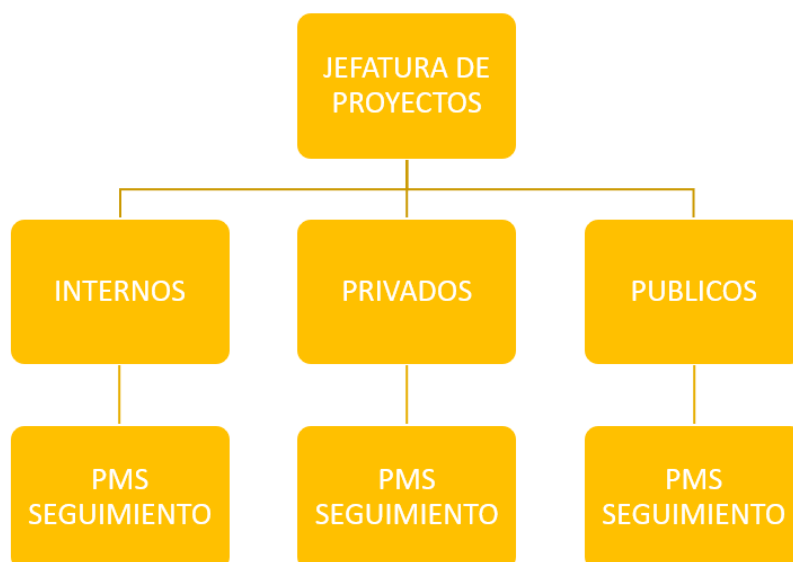 JEFATURA DE
PROYECTOS
INTERNOS
PRIVADOS
PUBLICOS
PMS
SEGUIMIENTO
PMS
SEGUIMIENTO
PMS
SEGUIMIENTO